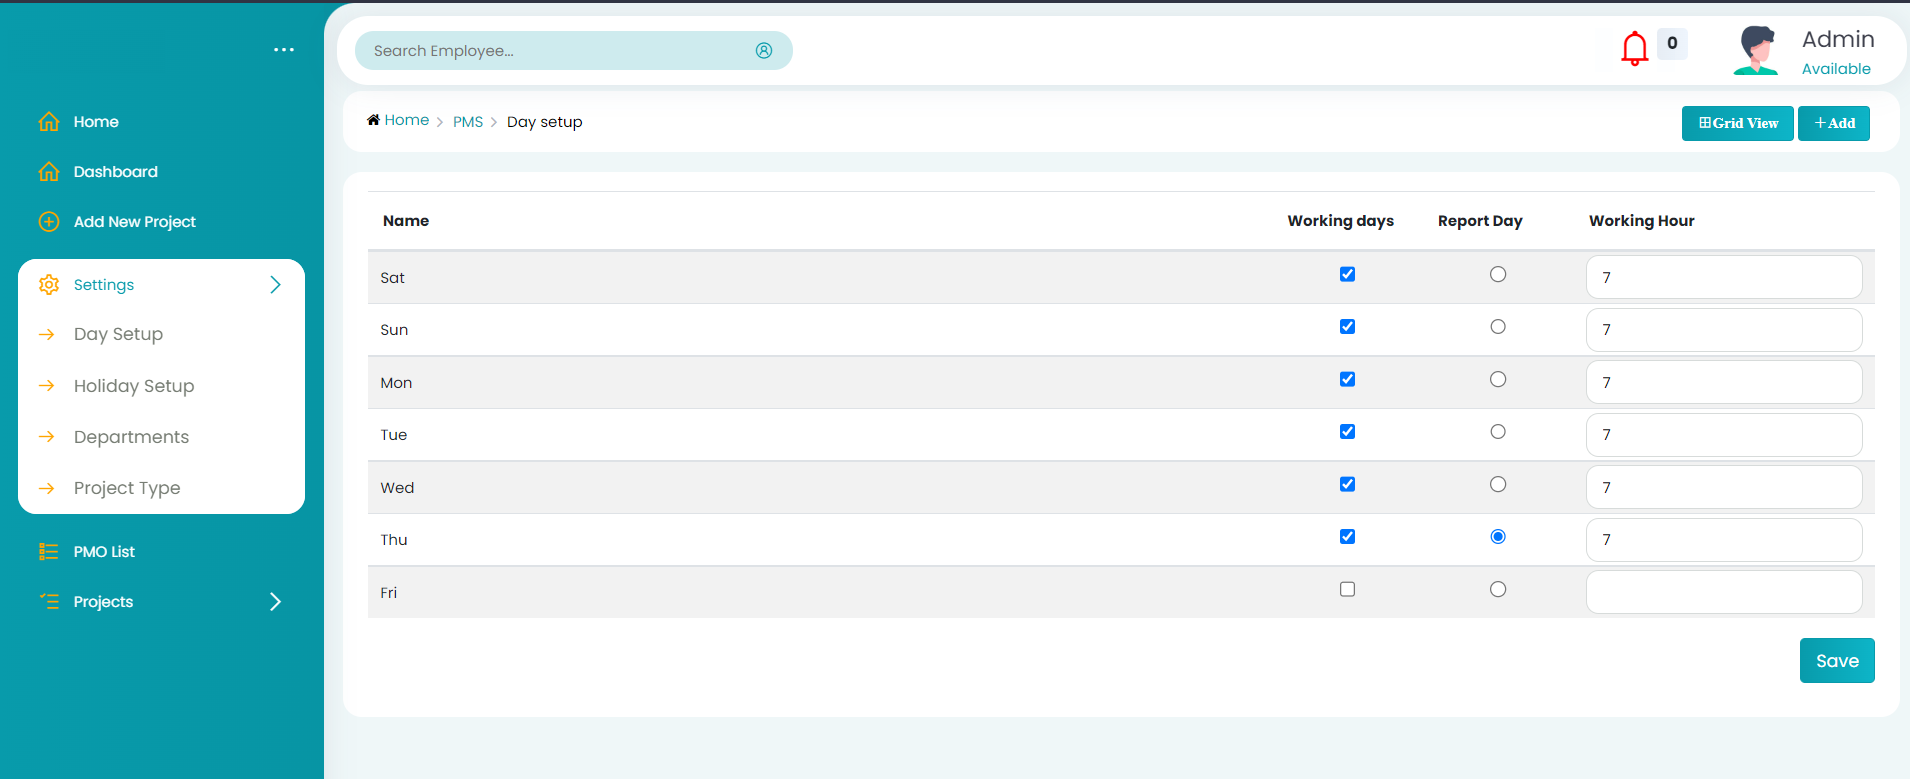 Search Employee...
0
Admin
Available
Home
Dashboard
Add New Project
Settings
Day Setup
Holiday Setup
Departments
Project Type
PMO List
Projects
Home > PMS > Day setup
Grid View
+Add
Name Working days Report Day Working Hour
Sat 7
Sun 7
Mon 7
Tue 7
Wed 7
Thu 7
Fri
Save